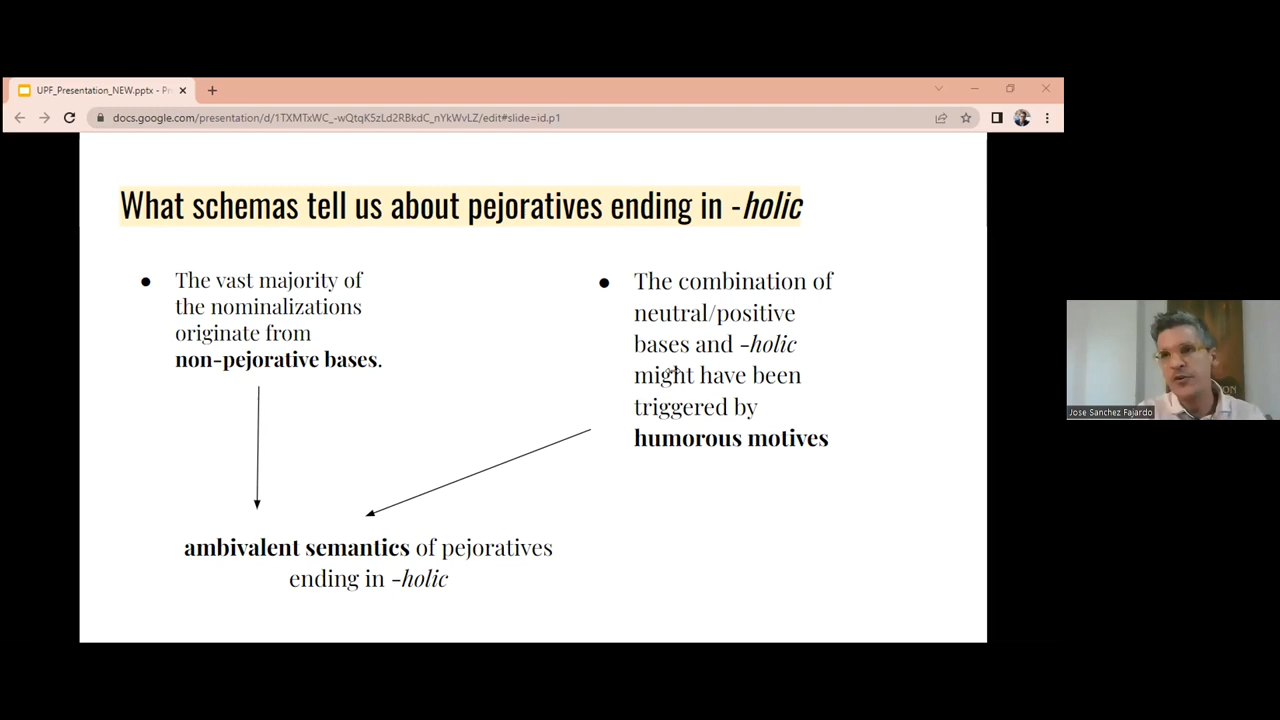 UPF_Presentation_NEW.pptx - Pr
docs.google.com/presentation/d/1TXMTxWC_-wQtqK5zLd2RBkdC_nYkWvLZ/edit#slide=id.p1
What schemas tell us about pejoratives ending in -holic
● The vast majority of
the nominalizations
originate from
non-pejorative bases.
● The combination of
neutral/positive
bases and -holic
might have been
triggered by
humorous motives
ambivalent semantics of pejoratives
ending in -holic
Jose Sanchez Fajardo